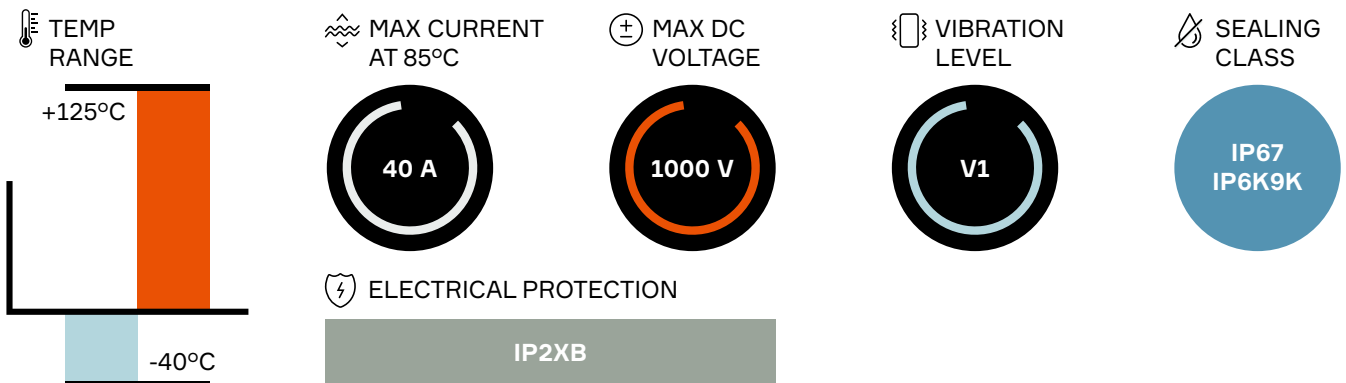 TEMP
RANGE
+125°C
-40°C
MAX CURRENT
AT 85°C
40 A
MAX DC
VOLTAGE
1000 V
VIBRATION
LEVEL
V1
SEALING
CLASS
IP67
IP6K9K
ELECTRICAL PROTECTION
IP2XB